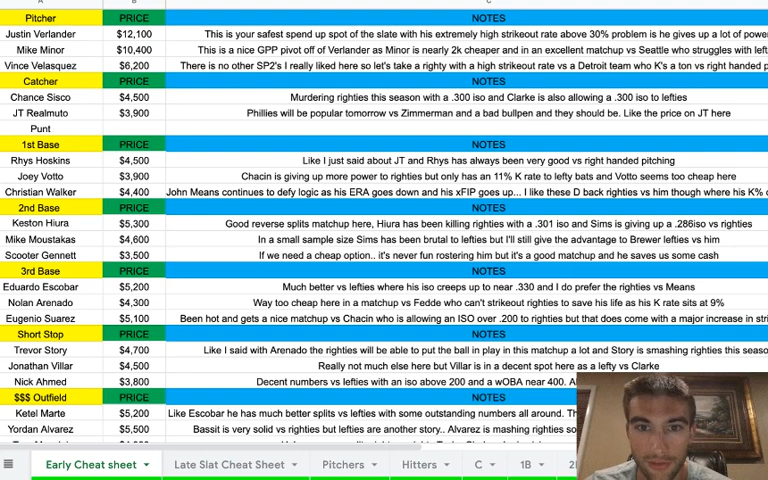 A B C
Pitcher PRICE NOTES
Justin Verlander $12,100 This is your safest spend up spot of the slate with his extremely high strikeout rate above 30% problem is he gives up a lot of power
Mike Minor $10,400 This is a nice GPP pivot off of Verlander as Minor is nearly 2k cheaper and in an excellent matchup vs Seattle who struggles with left
Vince Velasquez $6,200 There is no other SP2's I really liked here so let's take a righty with a high strikeout rate vs a Detroit team who K's a ton vs right handed p
Catcher PRICE NOTES
Chance Sisco $4,500 Murdering righties this season with a .300 iso and Clarke is also allowing a .300 iso to lefties
JT Realmuto $3,900 Phillies will be popular tomorrow vs Zimmerman and a bad bullpen and they should be. Like the price on JT here
Punt
1st Base PRICE NOTES
Rhys Hoskins $4,500 Like I just said about JT and Rhys has always been very good vs right handed pitching
Joey Votto $3,900 Chacin is giving up more power to righties but only has an 11% K rate to lefty bats and Votto seems too cheap here
Christian Walker $4,400 John Means continues to defy logic as his ERA goes down and his xFIP goes up... I like these D back righties vs him though where his K%
2nd Base PRICE NOTES
Keston Hiura $5,300 Good reverse splits matchup here, Hiura has been killing righties with a .301 iso and Sims is giving up a .286iso vs righties
Mike Moustakas $4,600 In a small sample size Sims has been brutal to lefties but I'll still give the advantage to Brewer lefties vs him
Scooter Gennett $3,500 If we need a cheap option.. it's never fun rostering him but it's a good matchup and he saves us some cash
3rd Base PRICE NOTES
Eduardo Escobar $5,200 Much better vs lefties where his iso creeps up to near .330 and I do prefer the righties vs Means
Nolan Arenado $4,300 Way too cheap here in a matchup vs Fedde who can't strikeout righties to save his life as his K rate sits at 9%
Eugenio Suarez $5,100 Been hot and gets a nice matchup vs Chacin who is allowing an ISO over .200 to righties but that does come with a major increase in stri
Short Stop PRICE NOTES
Trevor Story $4,700 Like I said with Arenado the righties will be able to put the ball in play in this matchup a lot and Story is smashing righties this seaso
Jonathan Villar $4,500 Really not much else here but Villar is in a decent spot here as a lefty vs Clarke
Nick Ahmed $3,800 Decent numbers vs lefties with an iso above 200 and a wOBA near 400. A
$$$ Outfield PRICE NOTES
Ketel Marte $5,200 Like Escobar he has much better splits vs lefties with some outstanding numbers all around. Th
Yordan Alvarez $5,500 Bassit is very solid vs righties but lefties are another story.. Alvarez is mashing righties so
Early Cheat sheet Late Slat Cheat Sheet Pitchers Hitters C 1B